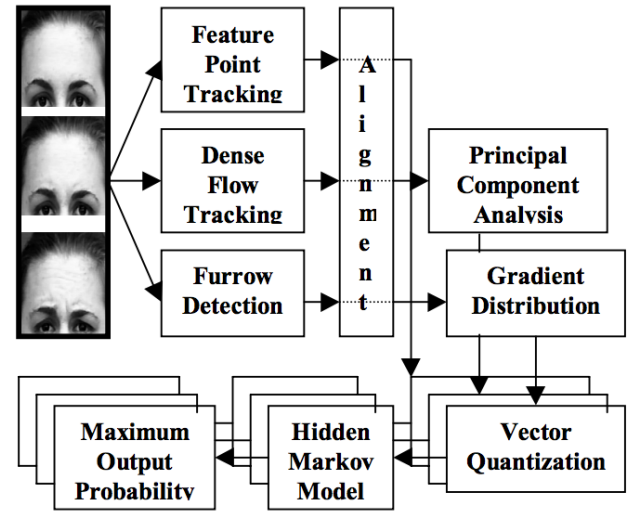 Feature
Point
Tracking
Dense
Flow
Tracking
Furrow
Detection
Alignment
Principal
Component
Analysis
Gradient
Distribution
Maximum
Output
Probability
Hidden
Markov
Model
Vector
Quantization